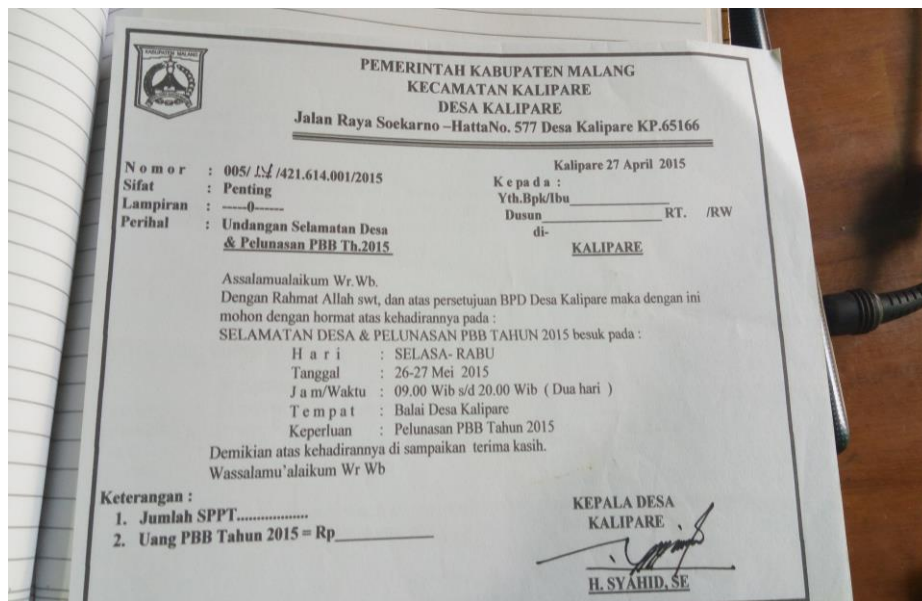 KABUPATEN MALANG
PEMERINTAH KABUPATEN MALANG
KECAMATAN KALIPARE
DESA KALIPARE
Jalan Raya Soekarno –HattaNo. 577 Desa Kalipare KP.65166
Kalipare 27 April 2015
Nomor : 005/ /421.614.001/2015
Sifat : Penting
Lampiran : -----0------
Perihal : Undangan Selamatan Desa
& Pelunasan PBB Th.2015
Kepada :
Yth.Bpk/Ibu____________
Dusun_______________RT. /RW
di-
KALIPARE
Assalamualaikum Wr.Wb.
Dengan Rahmat Allah swt, dan atas persetujuan BPD Desa Kalipare maka dengan ini
mohon dengan hormat atas kehadirannya pada :
SELAMATAN DESA & PELUNASAN PBB TAHUN 2015 besuk pada :
Hari : SELASA- RABU
Tanggal : 26-27 Mei 2015
Jam/Waktu : 09.00 Wib s/d 20.00 Wib ( Dua hari )
Tempat : Balai Desa Kalipare
Keperluan : Pelunasan PBB Tahun 2015
Demikian atas kehadirannya di sampaikan terima kasih.
Wassalamu'alaikum Wr Wb
Keterangan :
1. Jumlah SPPT.................
2. Uang PBB Tahun 2015 = Rp____________
KEPALA DESA
KALIPARE
H. SYAHID, SE